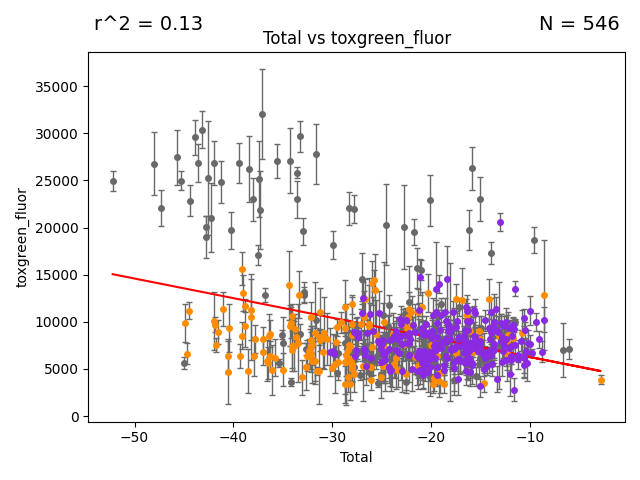 r^2 = 0.13
N = 546
Total vs toxgreen_fluor
35000
30000
25000
20000
15000
10000
5000
0
toxgreen_fluor
−50
−40
−30
−20
−10
Total